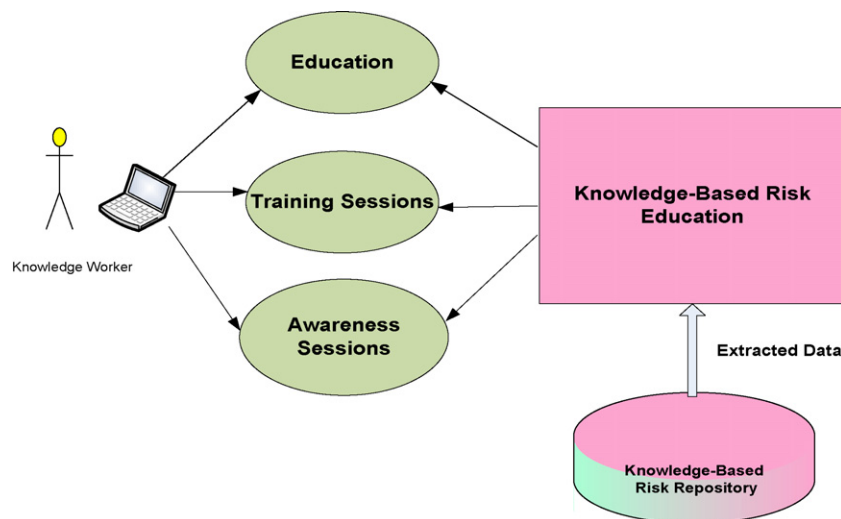 Education
Training Sessions
Awareness
Sessions
Knowledge Worker
Knowledge-Based Risk
Education
Extracted Data
Knowledge-Based
Risk Repository